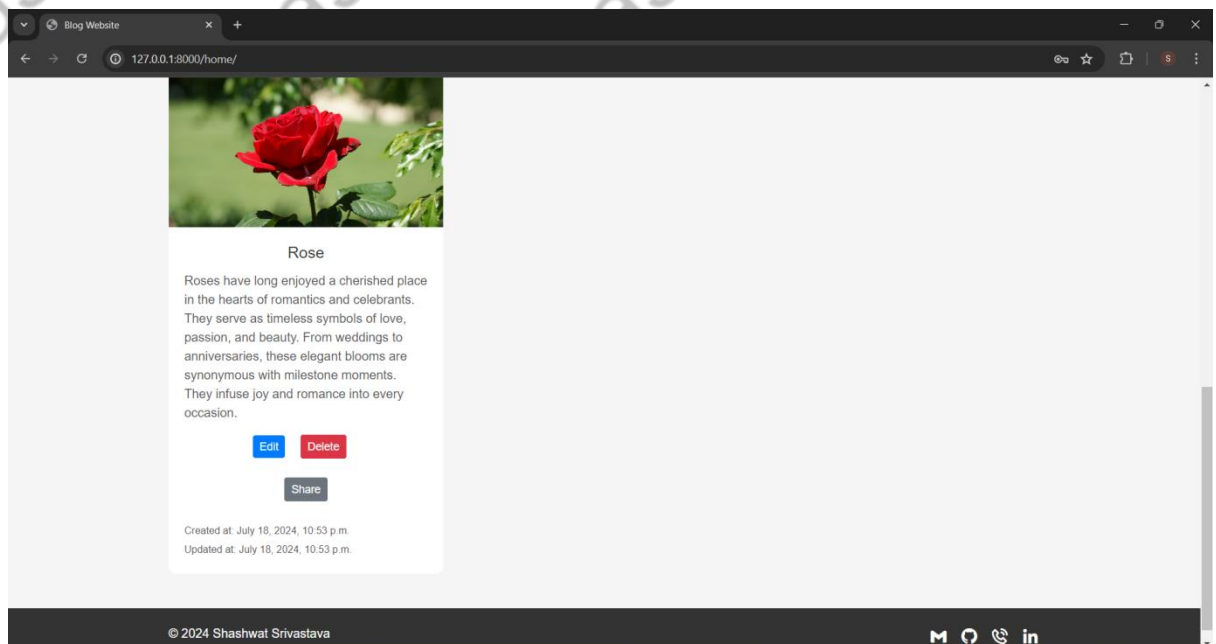 Blog Website
127.0.0.1:8000/home/
S
Rose
Roses have long enjoyed a cherished place
in the hearts of romantics and celebrants.
They serve as timeless symbols of love,
passion, and beauty. From weddings to
anniversaries, these elegant blooms are
synonymous with milestone moments.
They infuse joy and romance into every
occasion.
Edit Delete
Share
Created at: July 18, 2024, 10:53 p.m.
Updated at: July 18, 2024, 10:53 p.m.
© 2024 Shashwat Srivastava